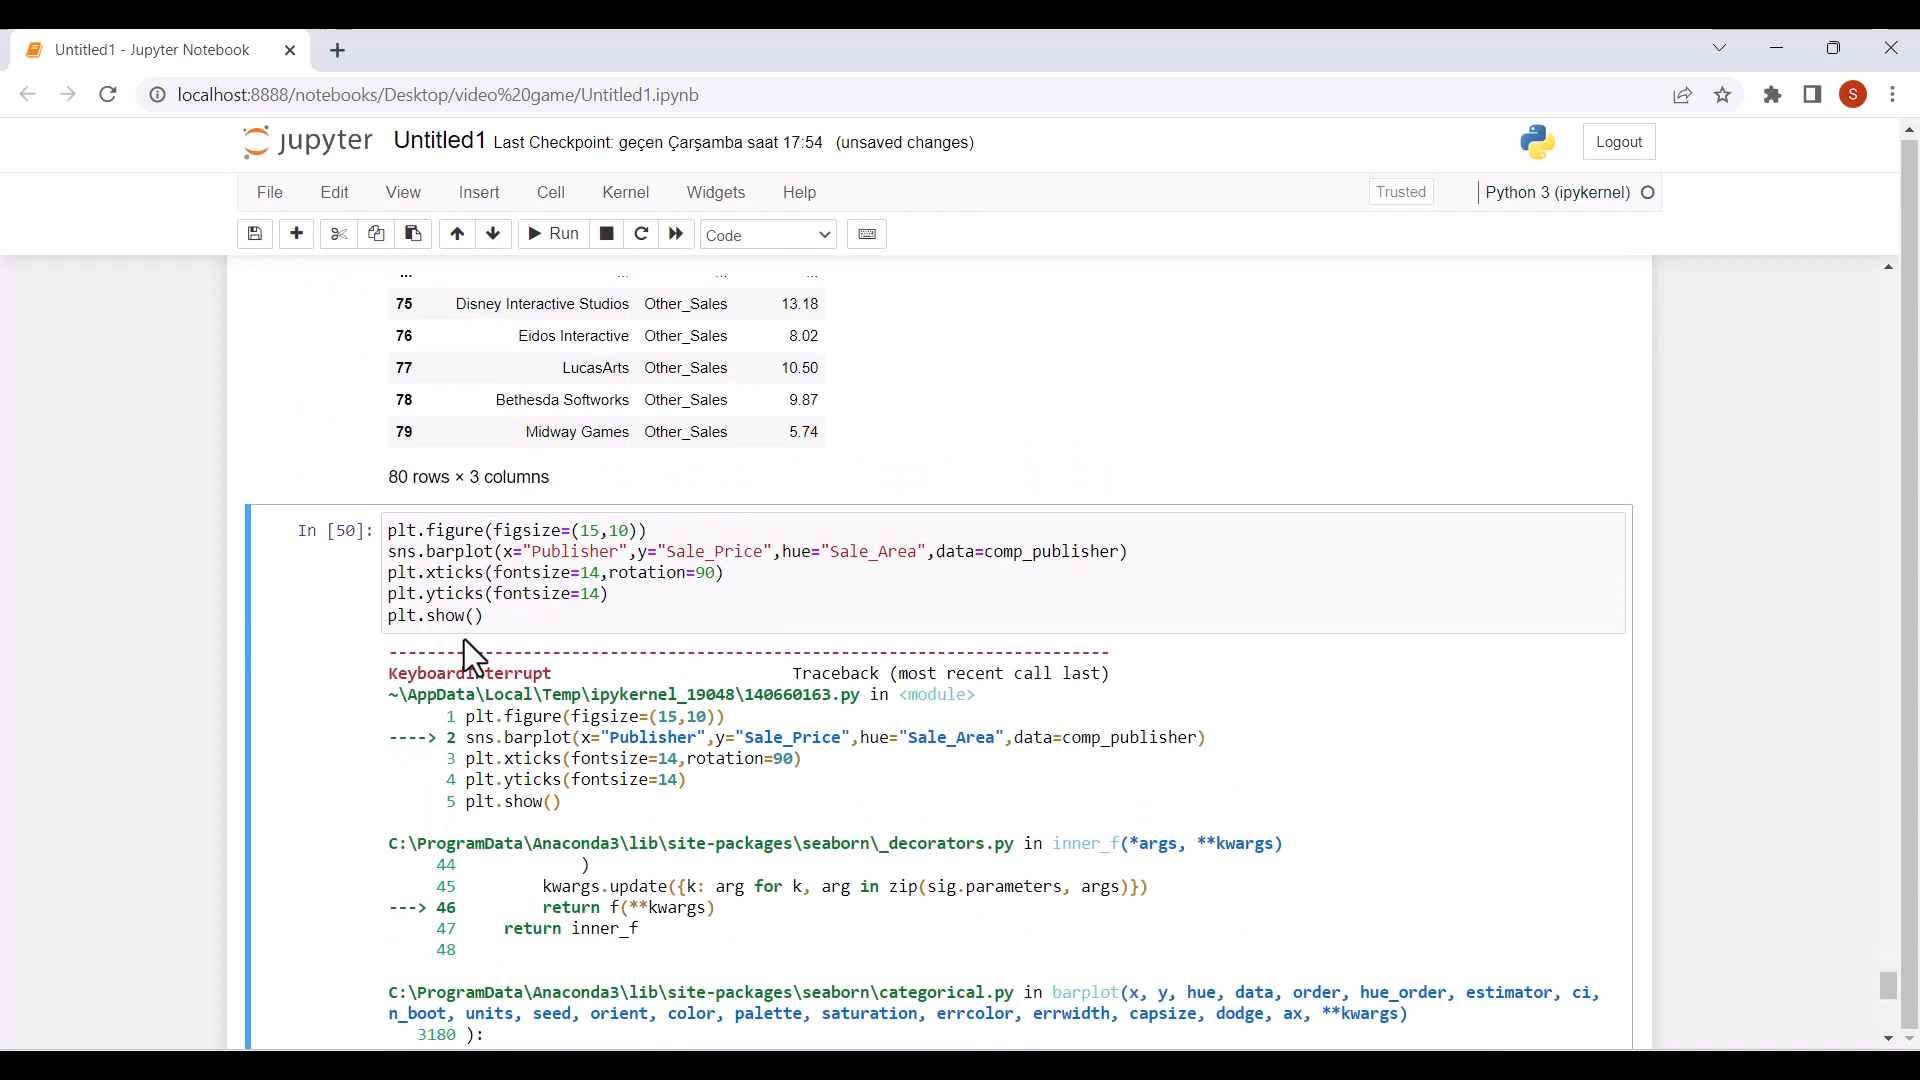 Untitled1 - Jupyter Notebook
localhost:8888/notebooks/Desktop/video%20game/Untitled1.ipynb
S
jupyter Untitled1 Last Checkpoint: geçen Çarşamba saat 17:54 (unsaved changes)
Logout
File Edit View Insert Cell Kernel Widgets Help
Trusted
Python 3 (ipykernel)
Run
Code
... ... ... ...
75 Disney Interactive Studios Other_Sales 13.18
76 Eidos Interactive Other_Sales 8.02
77 LucasArts Other_Sales 10.50
78 Bethesda Softworks Other_Sales 9.87
79 Midway Games Other_Sales 5.74
80 rows × 3 columns
In [50]: plt.figure(figsize=(15,10))
sns.barplot(x="Publisher",y="Sale_Price",hue="Sale_Area",data=comp_publisher)
plt.xticks(fontsize=14,rotation=90)
plt.yticks(fontsize=14)
plt.show()
---------------------------------------------------------------------------
KeyboardInterrupt Traceback (most recent call last)
~\AppData\Local\Temp\ipykernel_19048\140660163.py in <module>
1 plt.figure(figsize=(15,10))
----> 2 sns.barplot(x="Publisher",y="Sale_Price",hue="Sale_Area",data=comp_publisher)
3 plt.xticks(fontsize=14,rotation=90)
4 plt.yticks(fontsize=14)
5 plt.show()
C:\ProgramData\Anaconda3\lib\site-packages\seaborn\_decorators.py in inner_f(*args, **kwargs)
44 )
45 kwargs.update({k: arg for k, arg in zip(sig.parameters, args)})
---> 46 return f(**kwargs)
47 return inner_f
48
C:\ProgramData\Anaconda3\lib\site-packages\seaborn\categorical.py in barplot(x, y, hue, data, order, hue_order, estimator, ci,
n_boot, units, seed, orient, color, palette, saturation, errcolor, errwidth, capsize, dodge, ax, **kwargs)
3180 ):